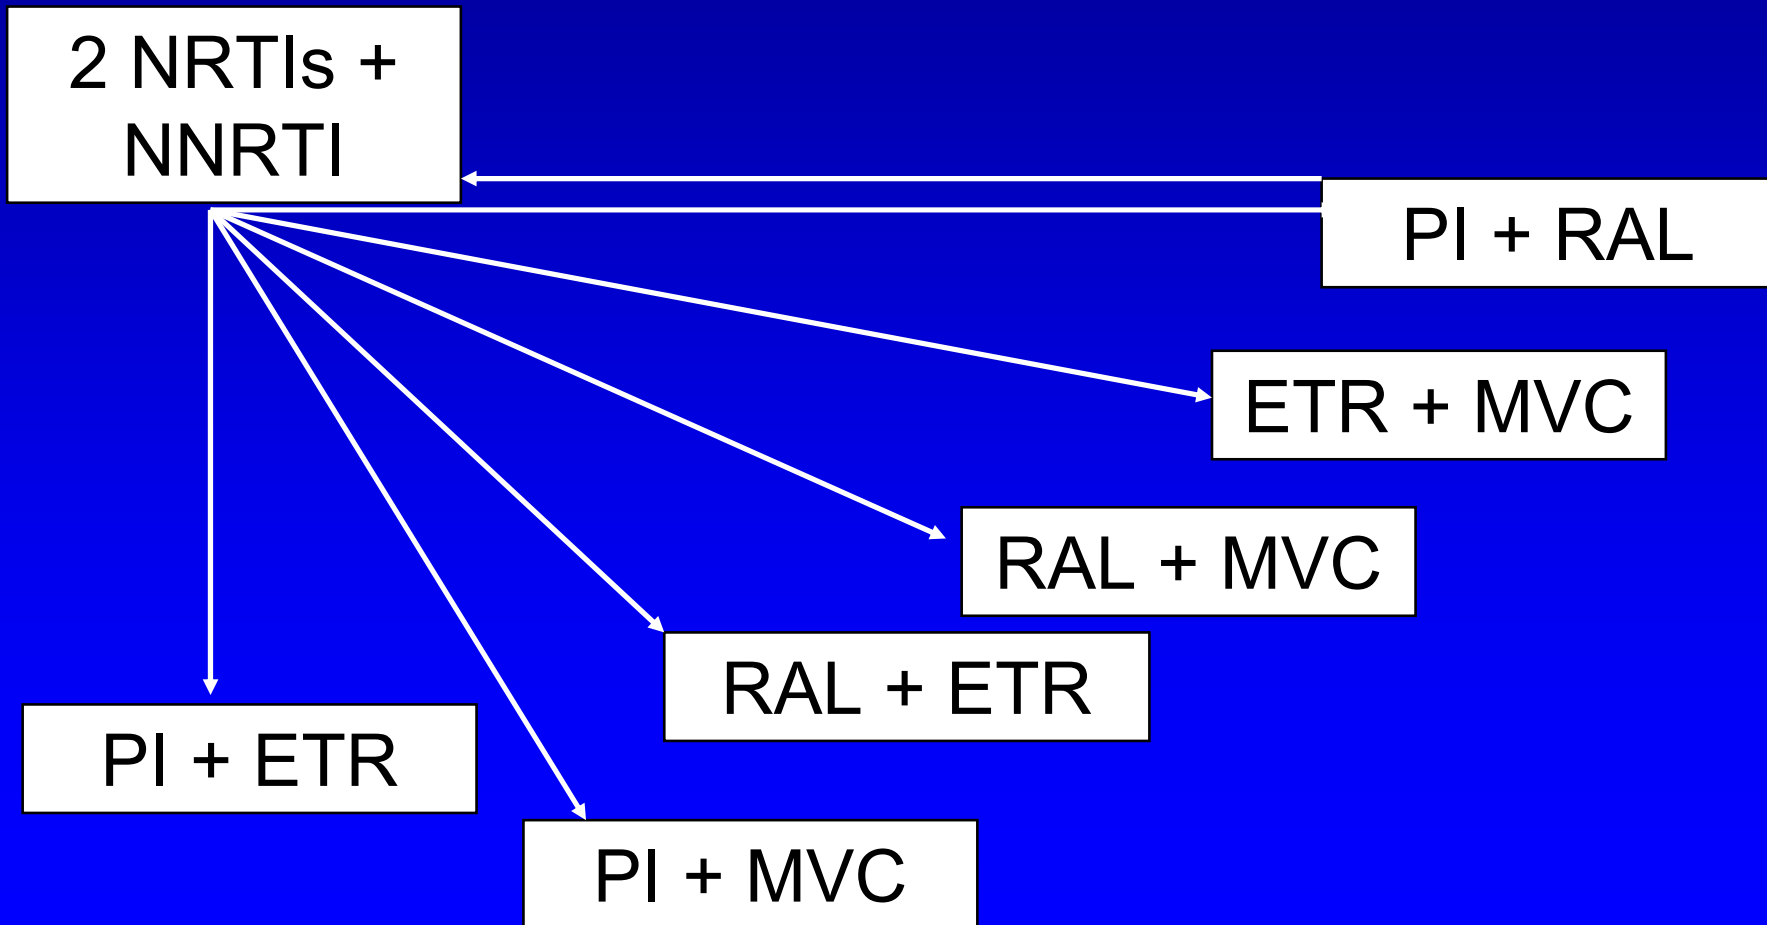 2 NRTIs +
NNRTI
PI + RAL
ETR + MVC
RAL + MVC
RAL + ETR
PI + ETR
PI + MVC